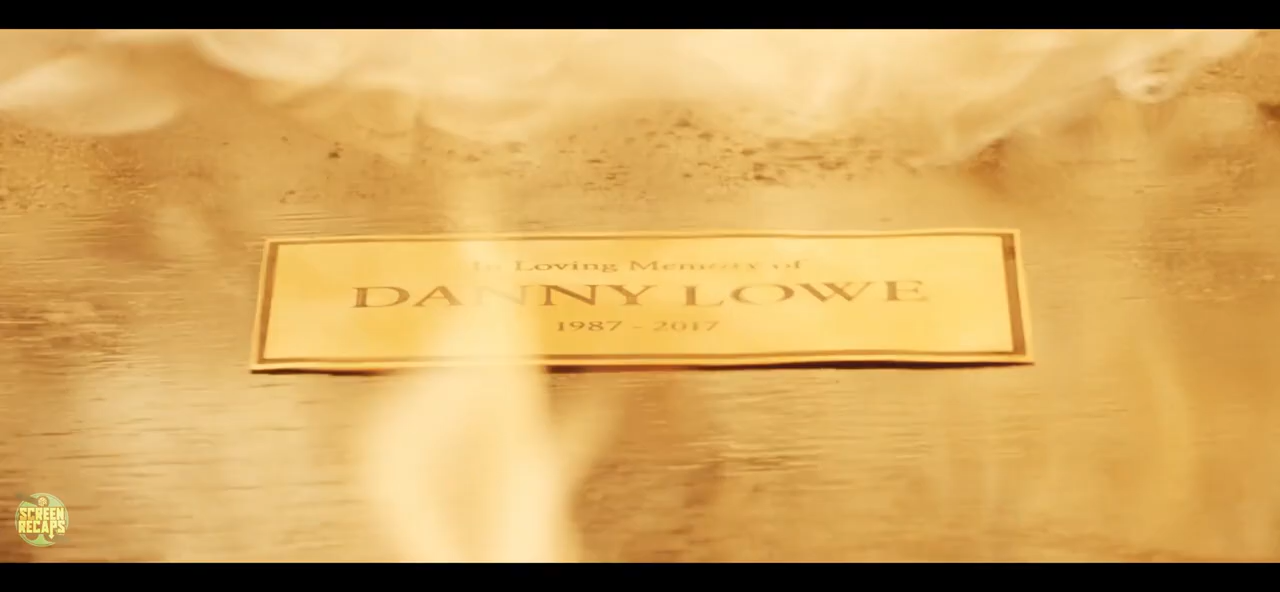 In Loving Memory of
DANNY LOWE
1987 - 2017
SCREEN
RECAPS